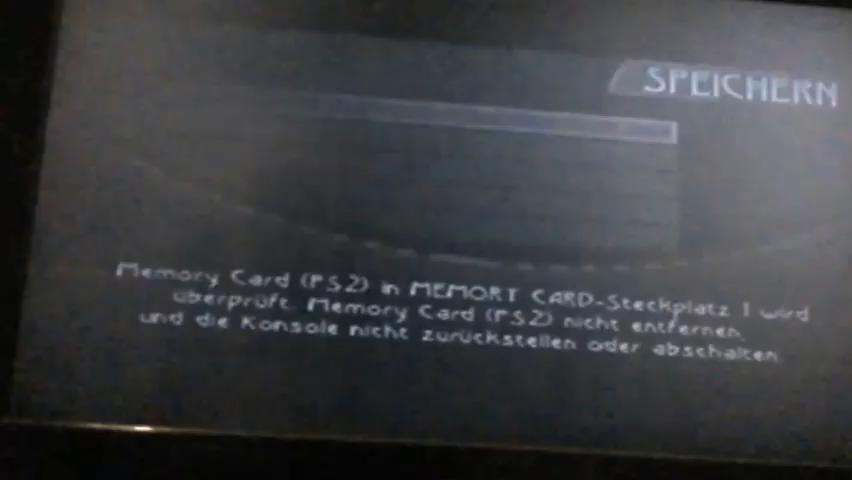 SPEICHERN
Memory Card (PS2) in MEMORY CARD-Steckplatz 1 wird
überprüft. Memory Card (PS2) nicht entfernen
und die Konsole nicht zurückstellen oder abschalten.